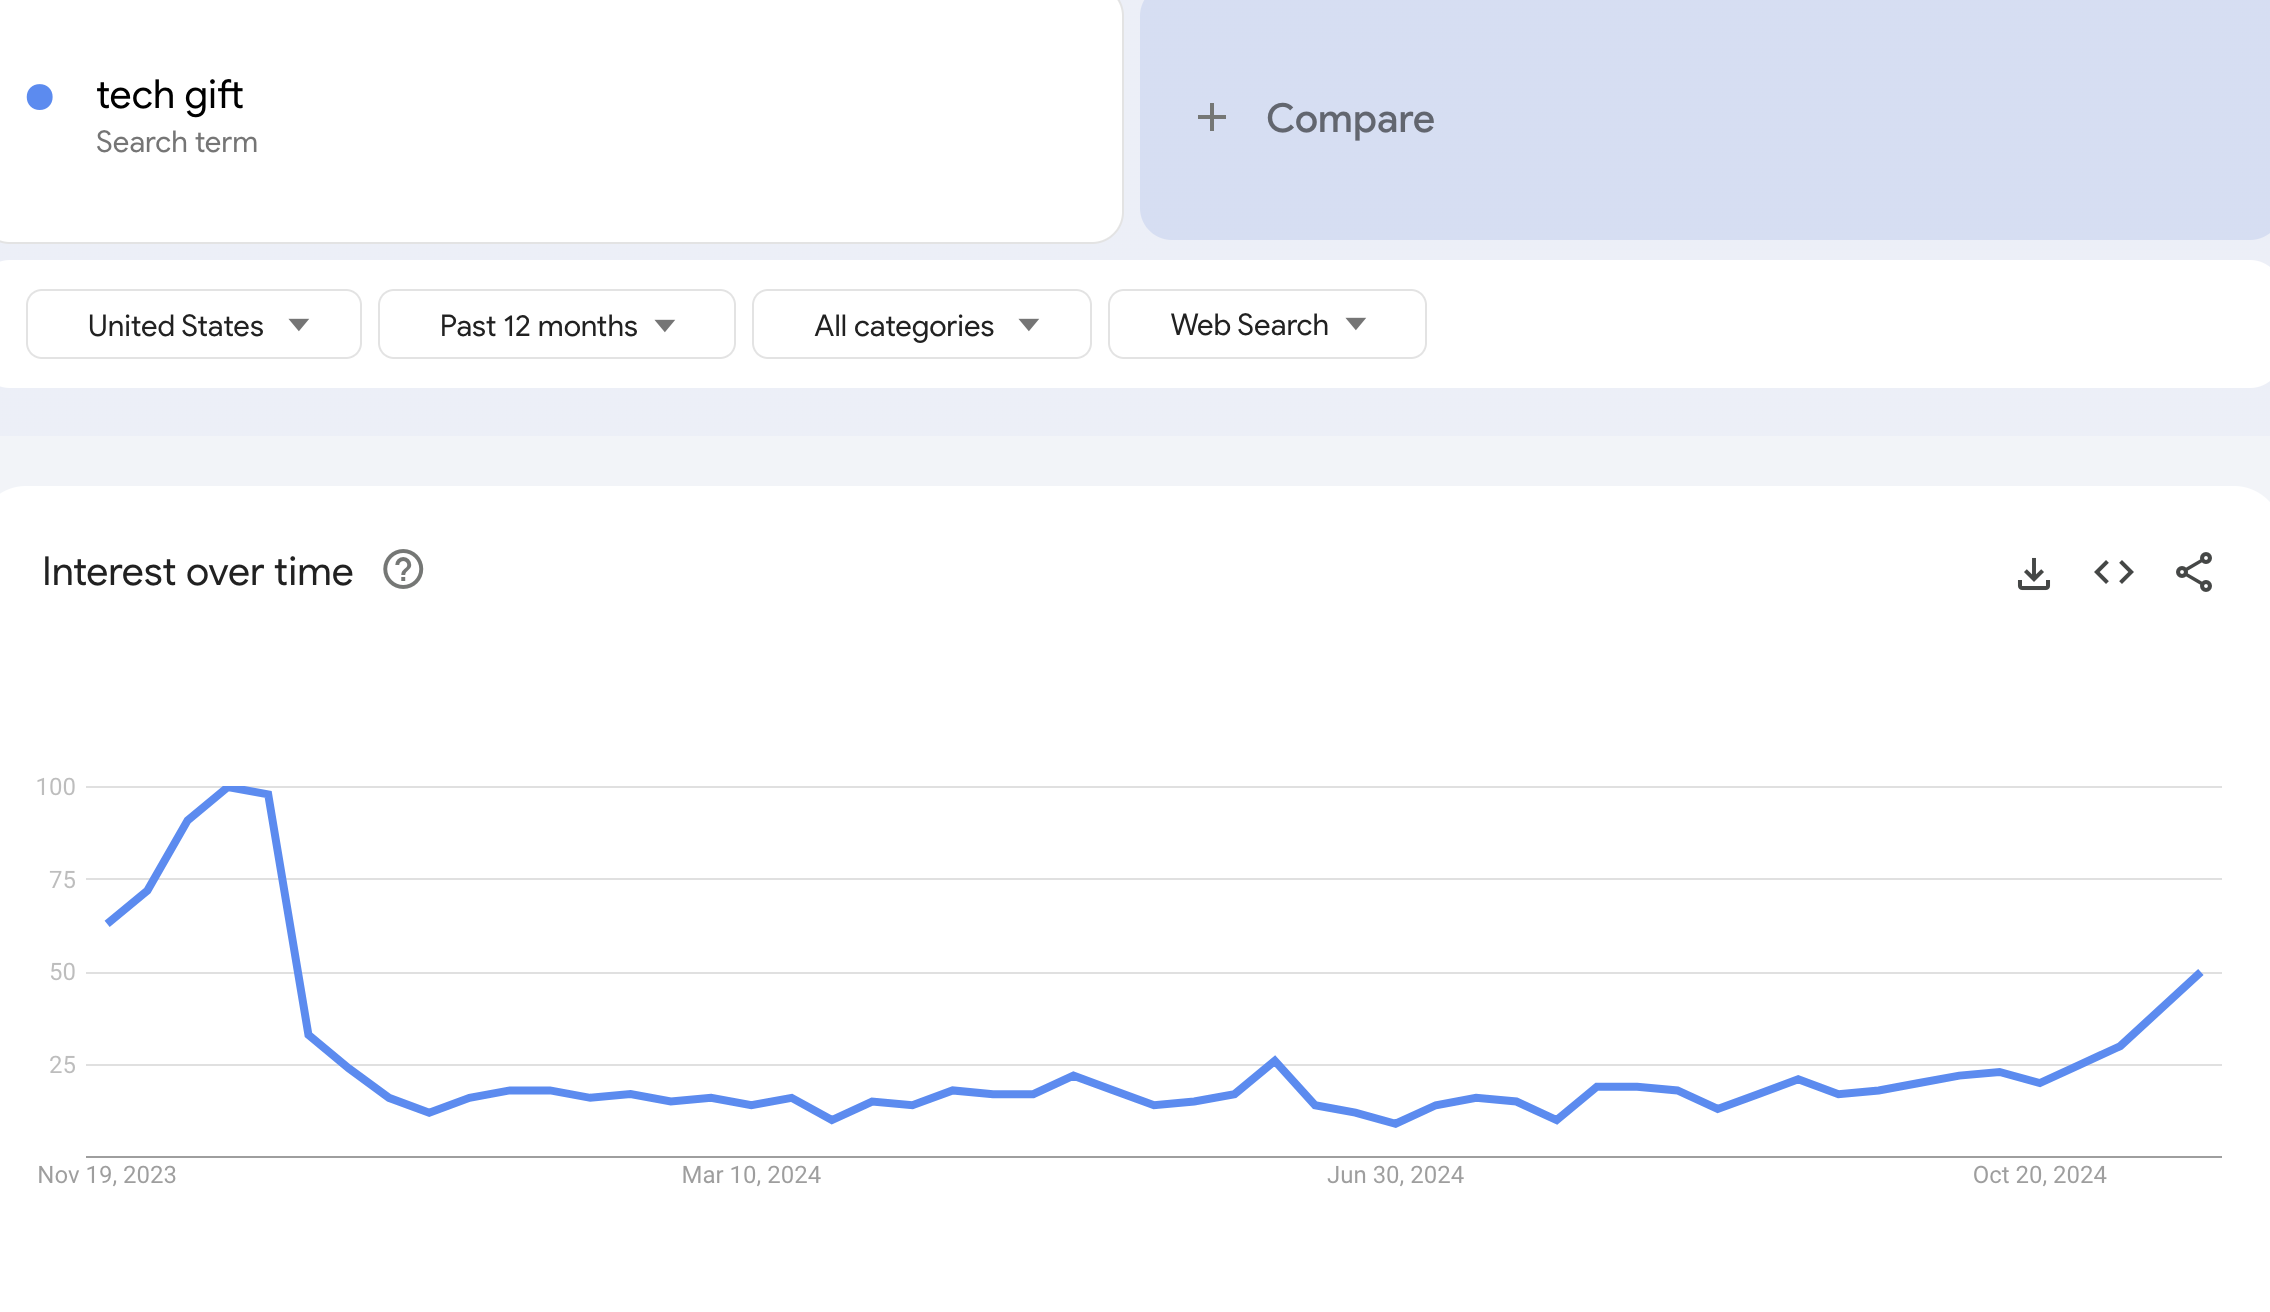 tech gift
Search term
+ Compare
United States
Past 12 months
All categories
Web Search
Interest over time
100
75
50
25
Nov 19, 2023
Mar 10, 2024
Jun 30, 2024
Oct 20, 2024